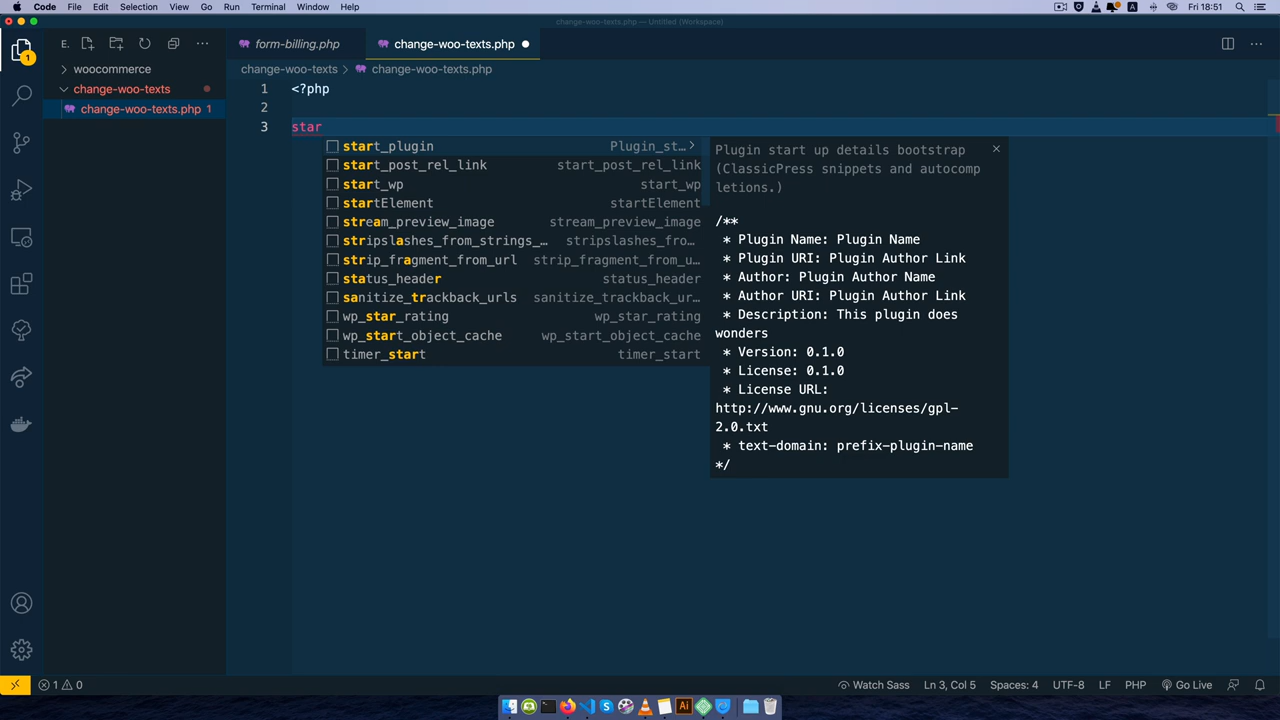 Code File Edit Selection View Go Run Terminal Window Help
A
Fri 18:51
change-woo-texts.php — Untitled (Workspace)
1
E.
form-billing.php
change-woo-texts.php
woocommerce
change-woo-texts
change-woo-texts.php 1
change-woo-texts > change-woo-texts.php
1 <?php
2
3 star
start_plugin Plugin_st…
start_post_rel_link start_post_rel_link
start_wp start_wp
startElement startElement
stream_preview_image stream_preview_image
stripslashes_from_strings_… stripslashes_fro…
strip_fragment_from_url strip_fragment_from_u…
status_header status_header
sanitize_trackback_urls sanitize_trackback_ur…
wp_star_rating wp_star_rating
wp_start_object_cache wp_start_object_cache
timer_start timer_start
Plugin start up details bootstrap
(ClassicPress snippets and autocomp
letions.)
/**
* Plugin Name: Plugin Name
* Plugin URI: Plugin Author Link
* Author: Plugin Author Name
* Author URI: Plugin Author Link
* Description: This plugin does
wonders
* Version: 0.1.0
* License: 0.1.0
* License URL:
http://www.gnu.org/licenses/gpl-
2.0.txt
* text-domain: prefix-plugin-name
*/
1 0
Watch Sass
Ln 3, Col 5
Spaces: 4
UTF-8
LF
PHP
Go Live
S
Ai